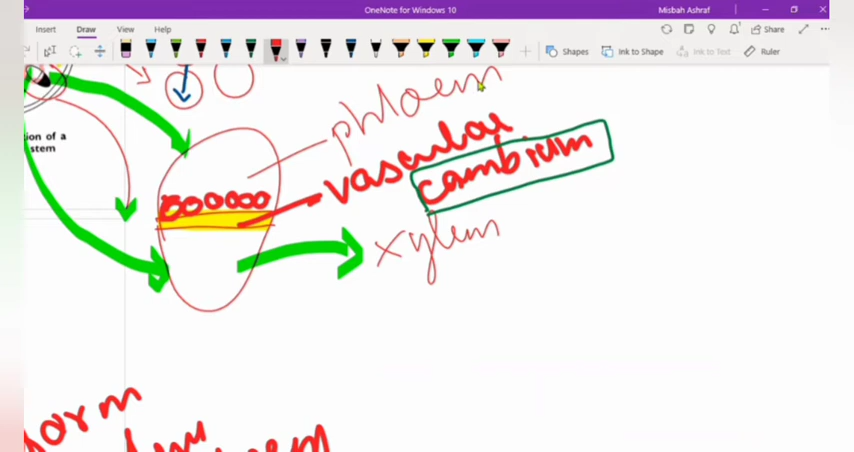 OneNote for Windows 10
Misbah Ashraf
Insert Draw View Help
Share
Shapes Ink to Shape Ink to Text Ruler
ion of a
stem
phloem
vascular
cambium
xylem
orm